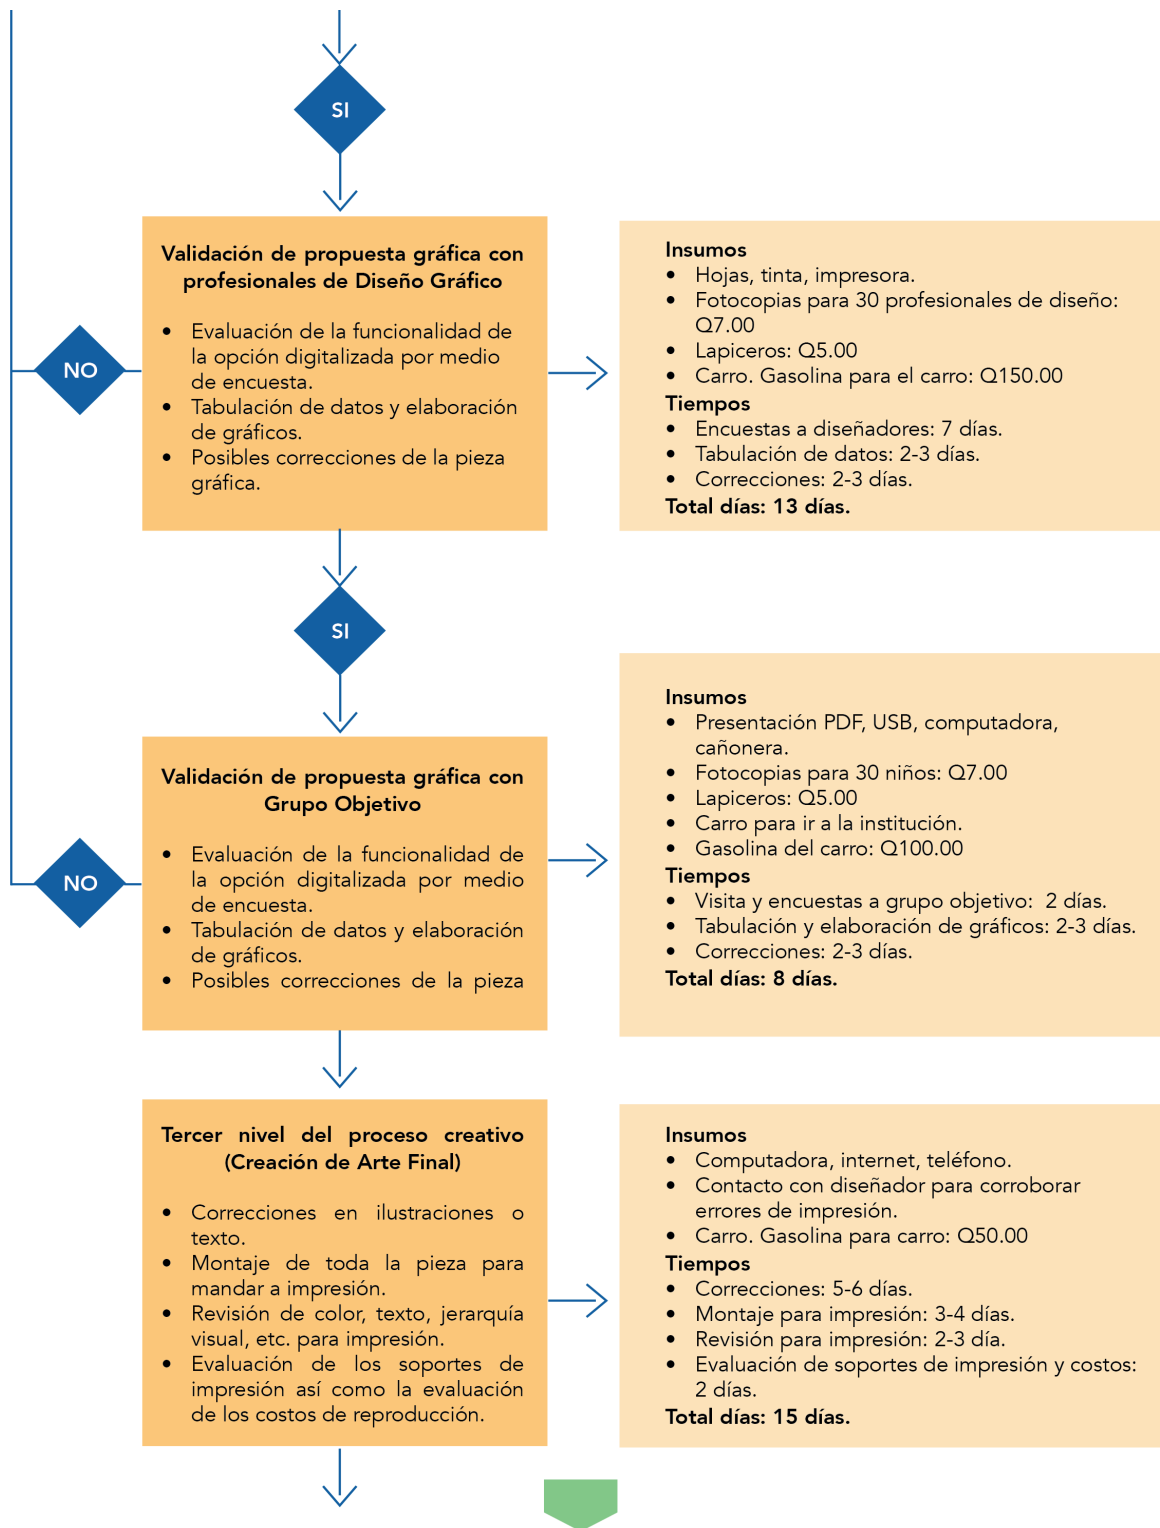 SI
Validación de propuesta gráfica con
profesionales de Diseño Gráfico
• Evaluación de la funcionalidad de
la opción digitalizada por medio
de encuesta.
• Tabulación de datos y elaboración
de gráficos.
• Posibles correcciones de la pieza
gráfica.
NO
Insumos
• Hojas, tinta, impresora.
• Fotocopias para 30 profesionales de diseño:
Q7.00
• Lapiceros: Q5.00
• Carro. Gasolina para el carro: Q150.00
Tiempos
• Encuestas a diseñadores: 7 días.
• Tabulación de datos: 2-3 días.
• Correcciones: 2-3 días.
Total días: 13 días.
SI
Validación de propuesta gráfica con
Grupo Objetivo
• Evaluación de la funcionalidad de
la opción digitalizada por medio
de encuesta.
• Tabulación de datos y elaboración
de gráficos.
• Posibles correcciones de la pieza
NO
Insumos
• Presentación PDF, USB, computadora,
cañonera.
• Fotocopias para 30 niños: Q7.00
• Lapiceros: Q5.00
• Carro para ir a la institución.
• Gasolina del carro: Q100.00
Tiempos
• Visita y encuestas a grupo objetivo:  2 días.
• Tabulación y elaboración de gráficos: 2-3 días.
• Correcciones: 2-3 días.
Total días: 8 días.
Tercer nivel del proceso creativo
(Creación de Arte Final)
• Correcciones en ilustraciones o
texto.
• Montaje de toda la pieza para
mandar a impresión.
• Revisión de color, texto, jerarquía
visual, etc. para impresión.
• Evaluación de los soportes de
impresión así como la evaluación
de los costos de reproducción.
Insumos
• Computadora, internet, teléfono.
• Contacto con diseñador para corroborar
errores de impresión.
• Carro. Gasolina para carro: Q50.00
Tiempos
• Correcciones: 5-6 días.
• Montaje para impresión: 3-4 días.
• Revisión para impresión: 2-3 día.
• Evaluación de soportes de impresión y costos:
2 días.
Total días: 15 días.